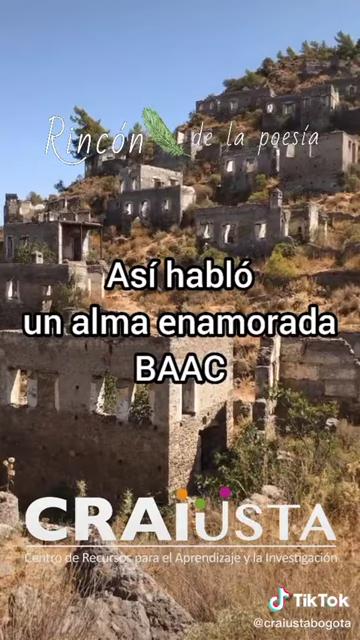 Rincón de la poesía
Así habló
un alma enamorada
BAAC
CRAIUSTA
Centro de Recursos para el Aprendizaje y la Investigación
TikTok
@craiustabogota